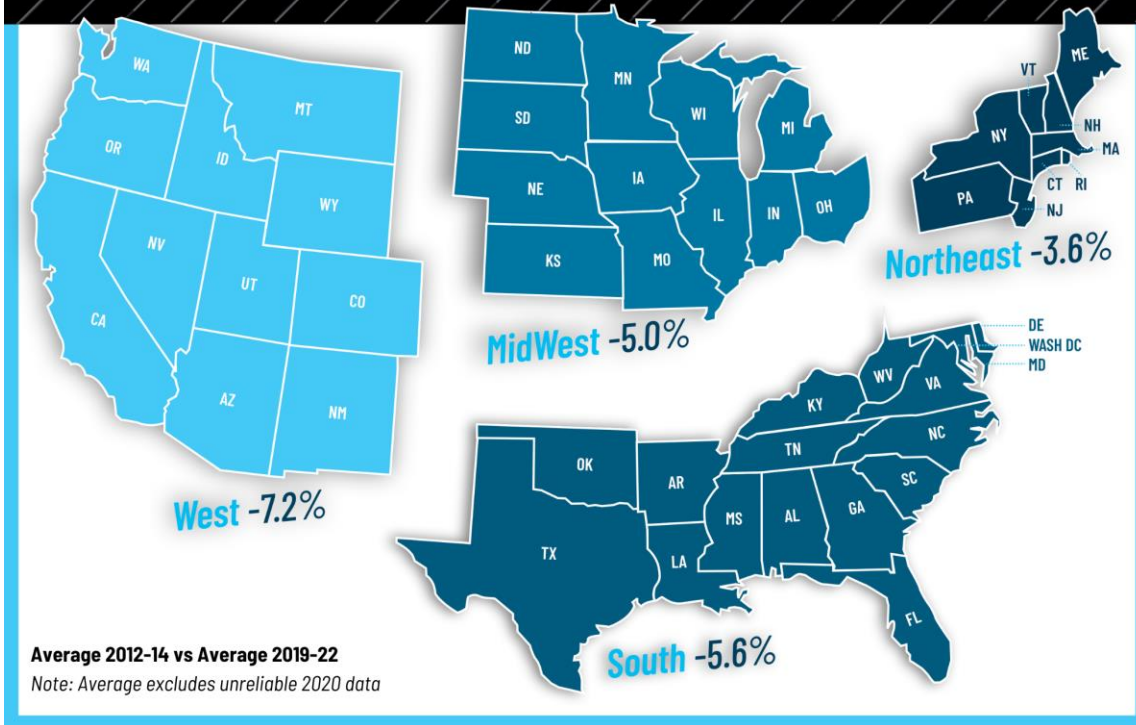 WA
MT
OR
ID
WY
NV
UT
CO
CA
AZ
NM
West -7.2%
ND
MN
SD
WI
MI
NE
IA
IL
IN
OH
KS
MO
MidWest -5.0%
ME
VT
NY
NH
MA
CT
RI
PA
NJ
Northeast -3.6%
DE
WASH DC
MD
WV
VA
KY
NC
TN
OK
AR
SC
MS
AL
GA
TX
LA
FL
South -5.6%
Average 2012-14 vs Average 2019-22
Note: Average excludes unreliable 2020 data